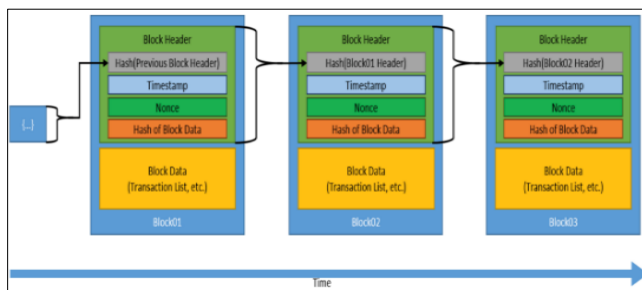 {...}
Block Header
Hash(Previous Block Header)
Timestamp
Nonce
Hash of Block Data
Block Data
(Transaction List, etc.)
Block01
Block Header
Hash(Block01 Header)
Timestamp
Nonce
Hash of Block Data
Block Data
(Transaction List, etc.)
Block02
Block Header
Hash(Block02 Header)
Timestamp
Nonce
Hash of Block Data
Block Data
(Transaction List, etc.)
Block03
Time